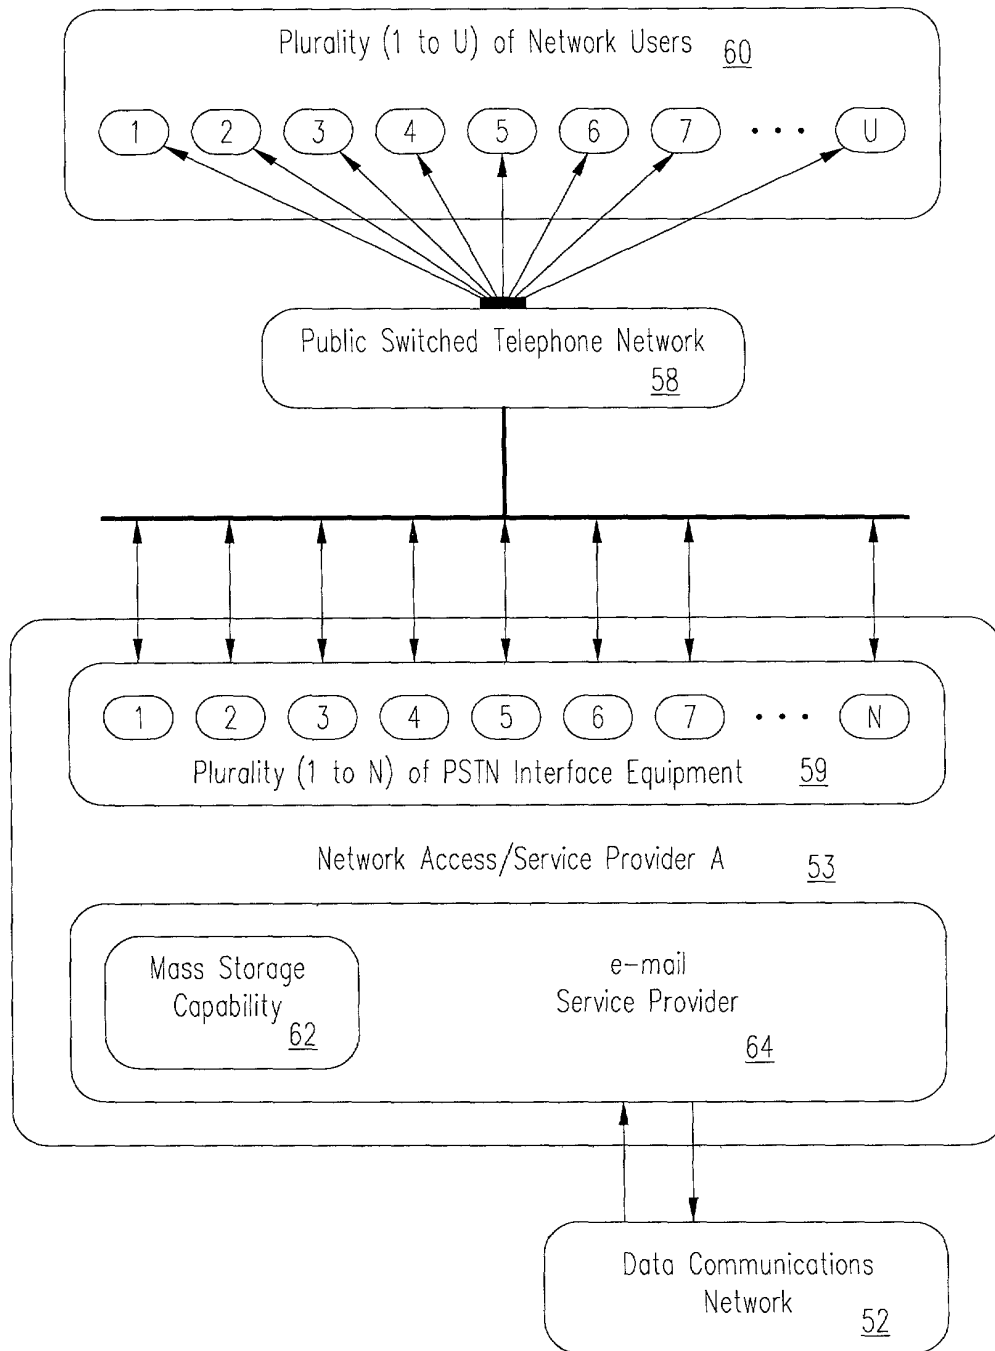 Plurality (1 to U) of Network Users 60
1 2 3 4 5 6 7 • • • U
Public Switched Telephone Network
58
1 2 3 4 5 6 7 • • • N
Plurality (1 to N) of PSTN Interface Equipment 59
Network Access/Service Provider A 53
Mass Storage
Capability
62
e-mail
Service Provider
64
Data Communications
Network
52